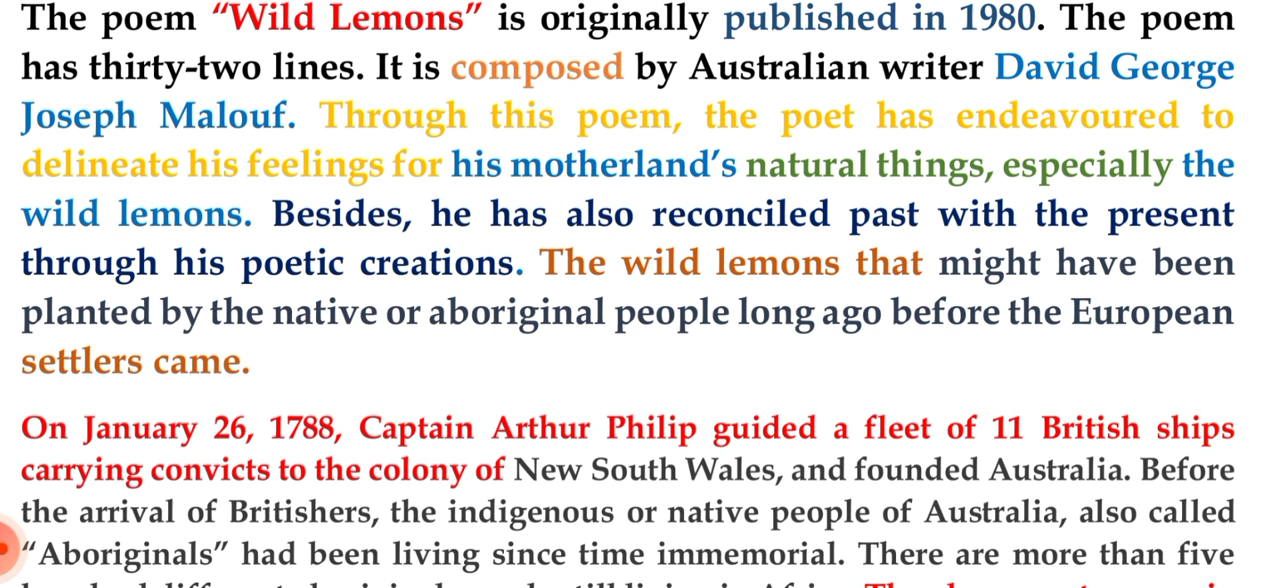 The poem “Wild Lemons” is originally published in 1980. The poem
has thirty-two lines. It is composed by Australian writer David George
Joseph Malouf. Through this poem, the poet has endeavoured to
delineate his feelings for his motherland’s natural things, especially the
wild lemons. Besides, he has also reconciled past with the present
through his poetic creations. The wild lemons that might have been
planted by the native or aboriginal people long ago before the European
settlers came.
On January 26, 1788, Captain Arthur Philip guided a fleet of 11 British ships
carrying convicts to the colony of New South Wales, and founded Australia. Before
the arrival of Britishers, the indigenous or native people of Australia, also called
“Aboriginals” had been living since time immemorial. There are more than five